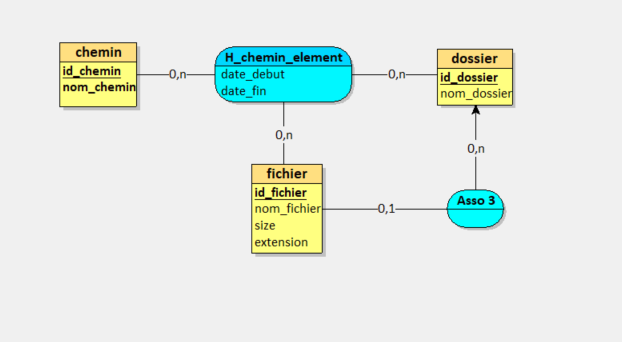 chemin
id_chemin
nom_chemin
0,n
H_chemin_element
date_debut
date_fin
0,n
dossier
id_dossier
nom_dossier
0,n
0,n
fichier
id_fichier
nom_fichier
size
extension
0,1
Asso 3